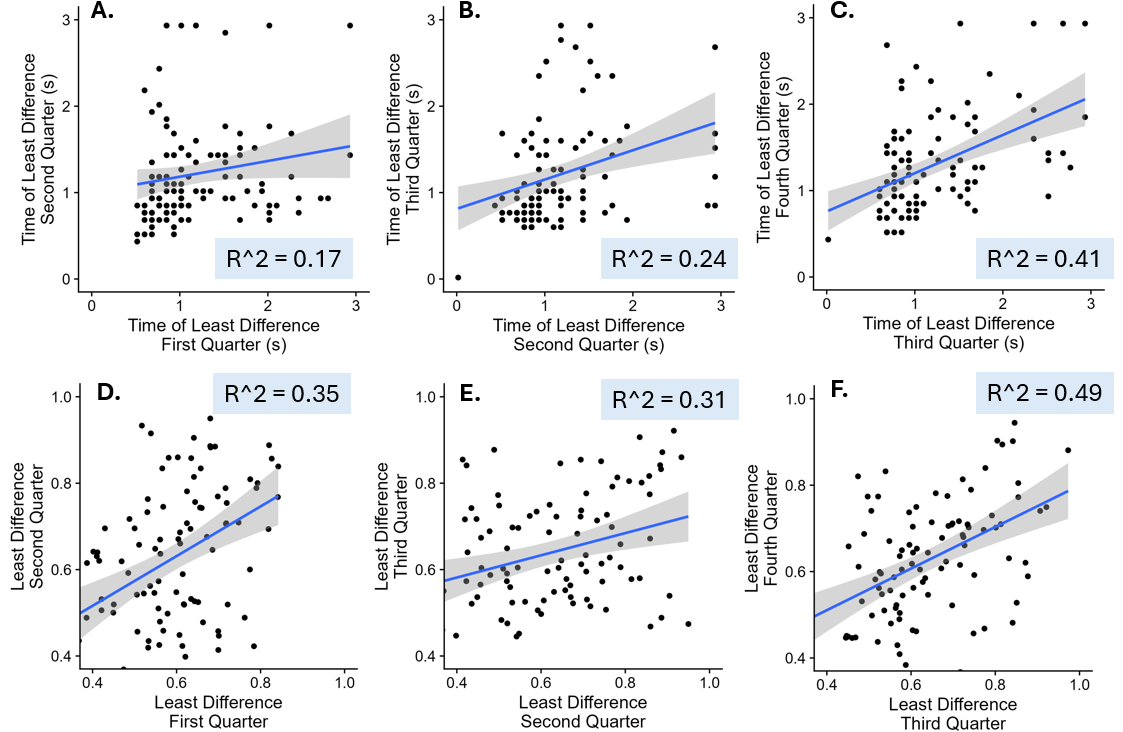 A.
Time of Least Difference
Second Quarter (s)
3
2
1
0
R^2 = 0.17
0 1 2 3
Time of Least Difference
First Quarter (s)
B.
Time of Least Difference
Third Quarter (s)
3
2
1
0
R^2 = 0.24
0 1 2 3
Time of Least Difference
Second Quarter (s)
C.
Time of Least Difference
Fourth Quarter (s)
3
2
1
0
R^2 = 0.41
0 1 2 3
Time of Least Difference
Third Quarter (s)
D.
R^2 = 0.35
Least Difference
Second Quarter
1.0
0.8
0.6
0.4
0.4 0.6 0.8 1.0
Least Difference
First Quarter
E.
R^2 = 0.31
Least Difference
Third Quarter
1.0
0.8
0.6
0.4
0.4 0.6 0.8 1.0
Least Difference
Second Quarter
F.
R^2 = 0.49
Least Difference
Fourth Quarter
1.0
0.8
0.6
0.4
0.4 0.6 0.8 1.0
Least Difference
Third Quarter